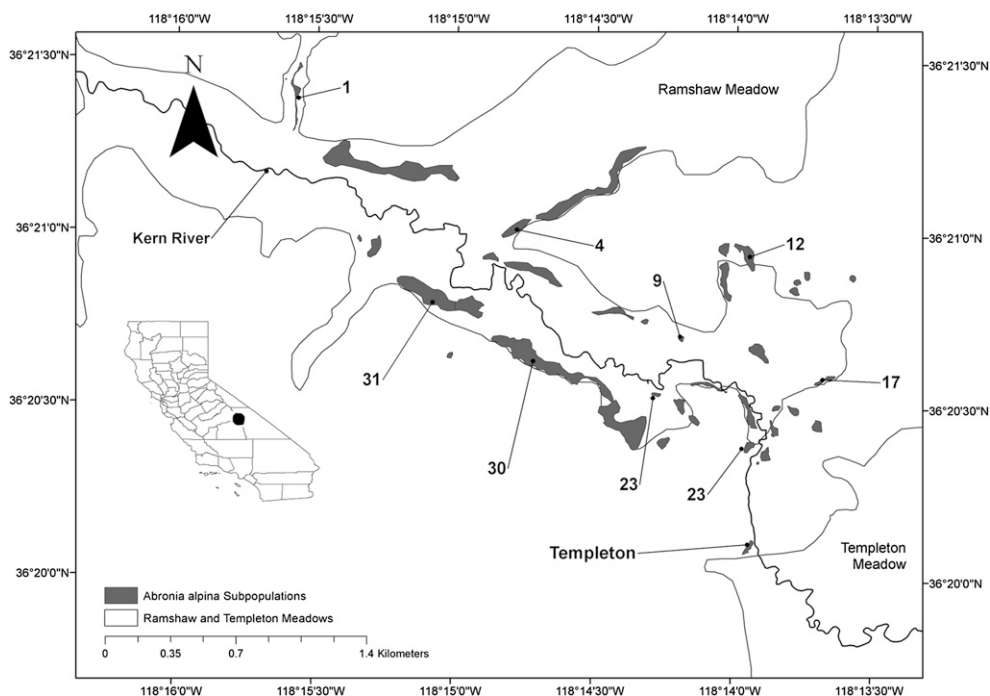 118°16'0"W 118°15'30"W 118°15'0"W 118°14'30"W 118°14'0"W 118°13'30"W
36°21'30"N
36°21'30"N
N
1
Ramshaw Meadow
36°21'0"N
36°21'0"N
Kern River
4
12
9
31
17
36°20'30"N
36°20'30"N
30
23
23
Templeton
Templeton
Meadow
36°20'0"N
36°20'0"N
Abronia alpina Subpopulations
Ramshaw and Templeton Meadows
0 0.35 0.7 1.4 Kilometers
118°16'0"W 118°15'30"W 118°15'0"W 118°14'30"W 118°14'0"W 118°13'30"W